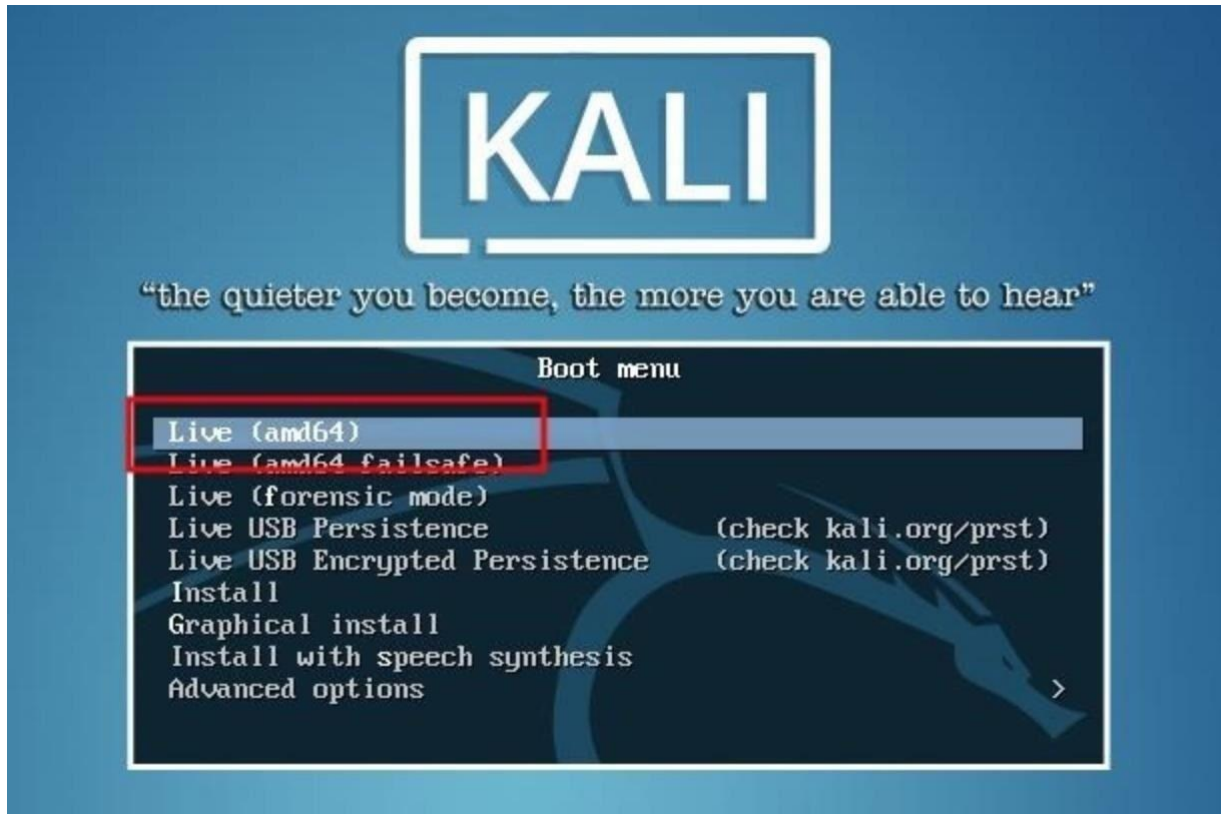 KALI
“the quieter you become, the more you are able to hear”
Boot menu
Live (amd64)
Live (amd64 failsafe)
Live (forensic mode)
Live USB Persistence (check kali.org/prst)
Live USB Encrypted Persistence (check kali.org/prst)
Install
Graphical install
Install with speech synthesis
Advanced options >